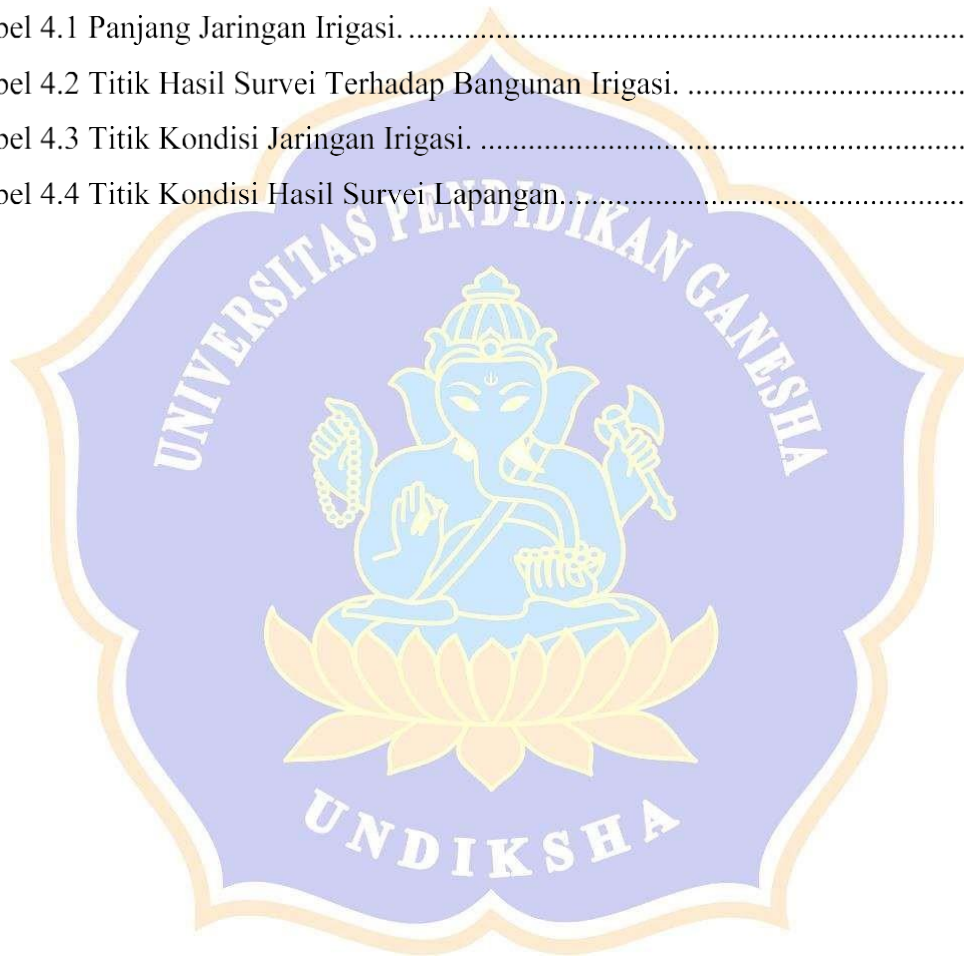 bel 4.1 Panjang Jaringan Irigasi. ........................................................................
bel 4.2 Titik Hasil Survei Terhadap Bangunan Irigasi. ...................................
bel 4.3 Titik Kondisi Jaringan Irigasi. ..............................................................
bel 4.4 Titik Kondisi Hasil Survei Lapangan....................................................
UNIVERSITAS PENDIDIKAN GANESHA
UNDIKSHA